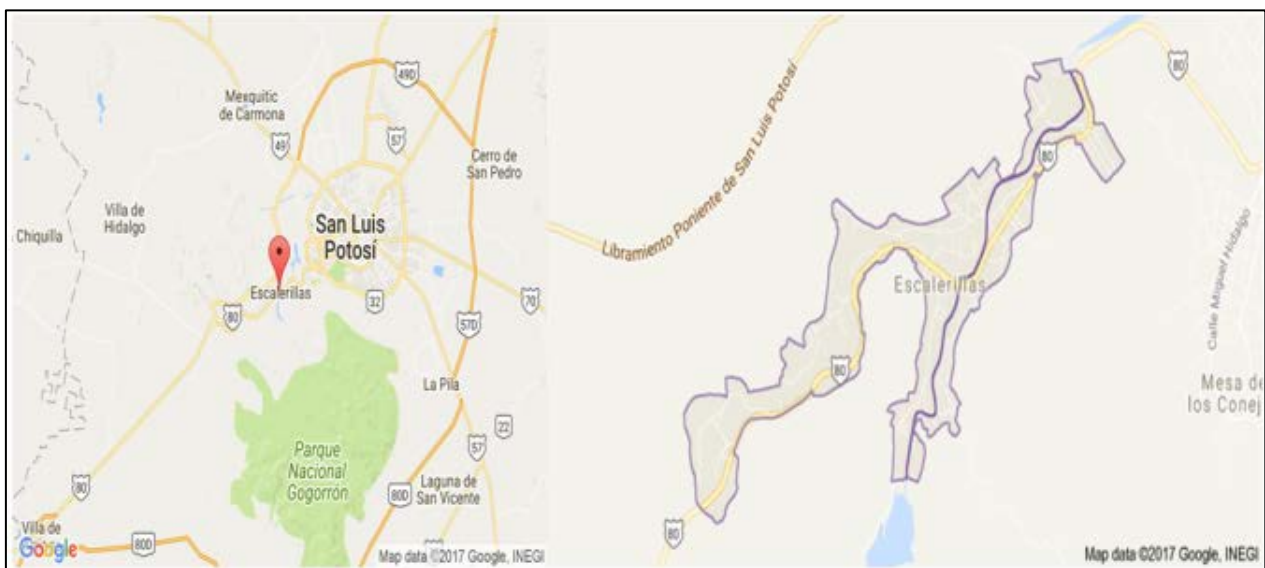 49D
Mexquitic
de Carmona
49
57
Cerro de
San Pedro
Villa de
Hidalgo
Chiquilla
San Luis
Potosí
Escalerillas
80
32
70
57D
La Pila
22
Parque
Nacional
Gogorrón
57
80
80D
Laguna de
San Vicente
Villa de
80D
Google
Map data ©2017 Google, INEGI
80
Libramiento Poniente de San Luis Potosí
80
Escalerillas
Calle Miguel Hidalgo
80
Mesa de
los Conej
80
Map data ©2017 Google, INEGI